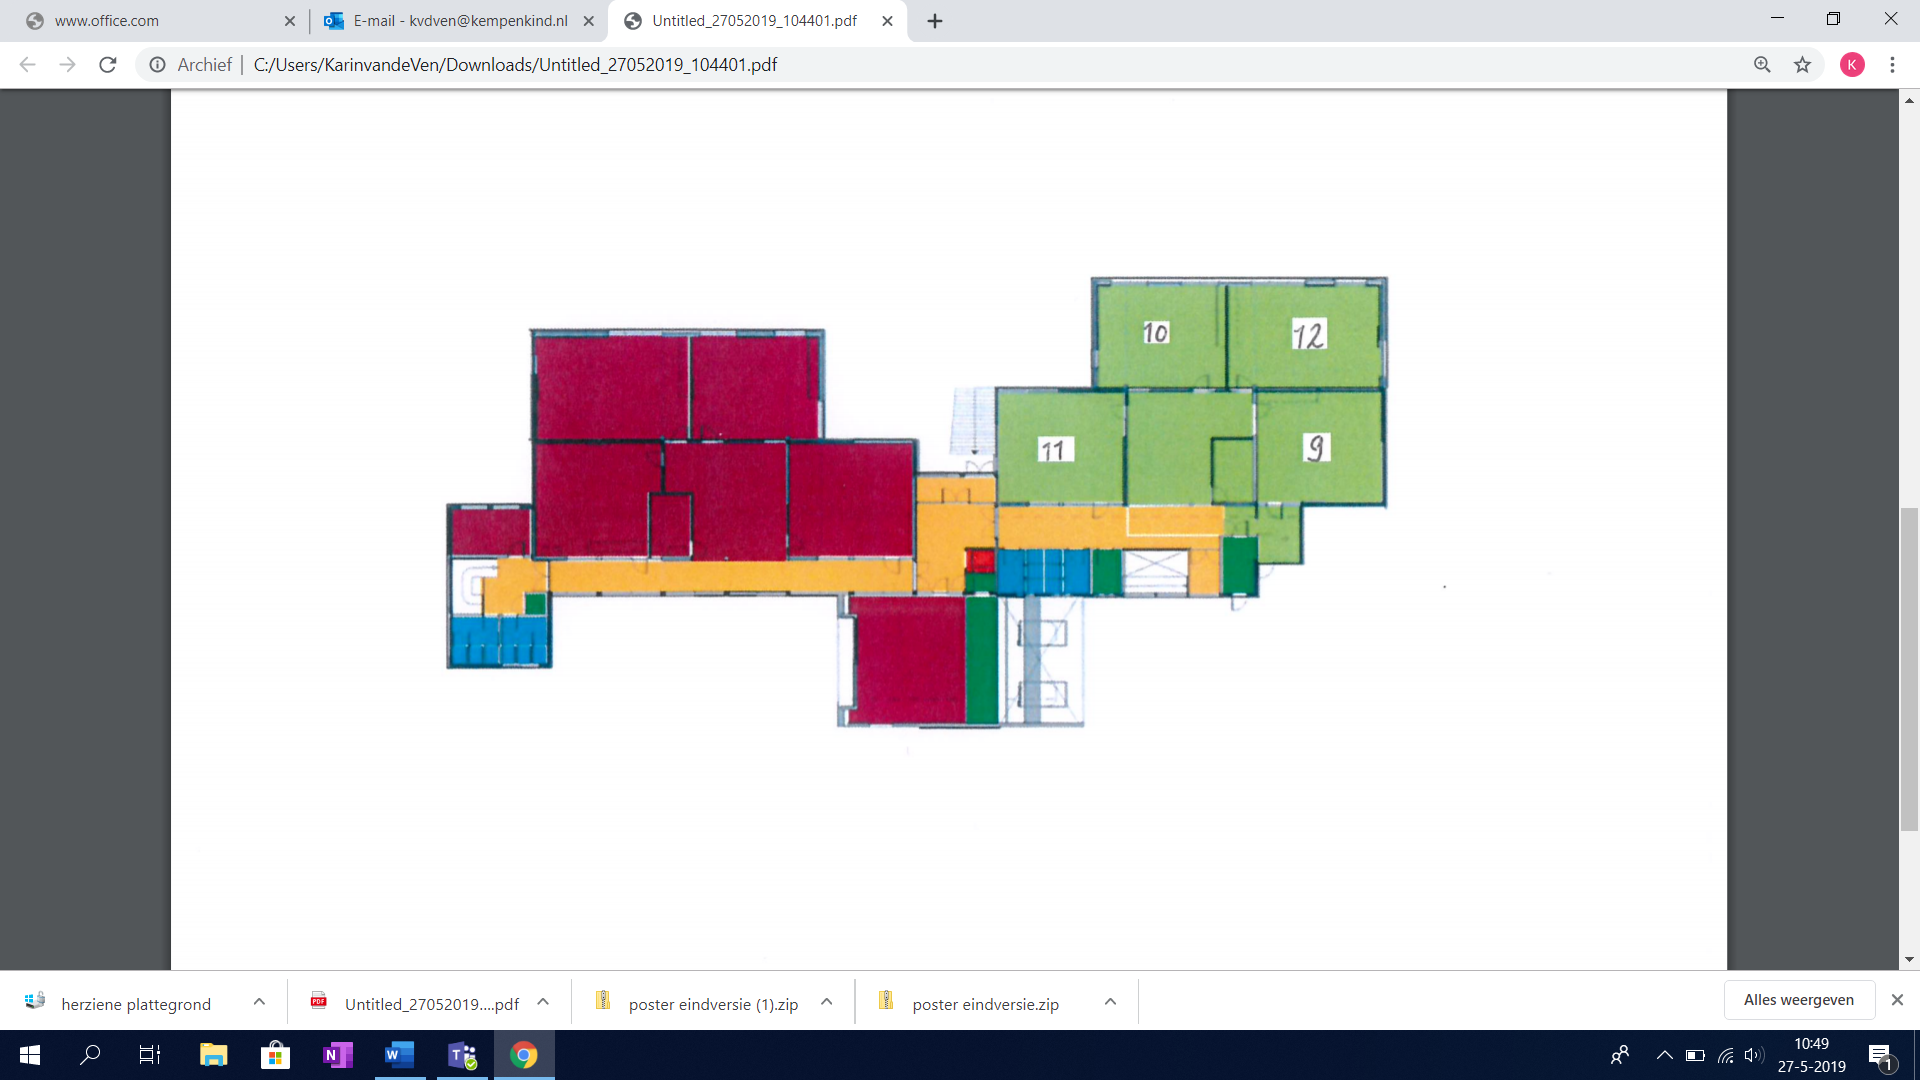 www.office.com
E-mail - kvdven@kempenkind.nl
Untitled_27052019_104401.pdf
Archief | C:/Users/KarinvandeVen/Downloads/Untitled_27052019_104401.pdf
K
10
12
11
9
herziene plattegrond
Untitled_27052019....pdf
poster eindversie (1).zip
poster eindversie.zip
Alles weergeven
10:49
27-5-2019
1